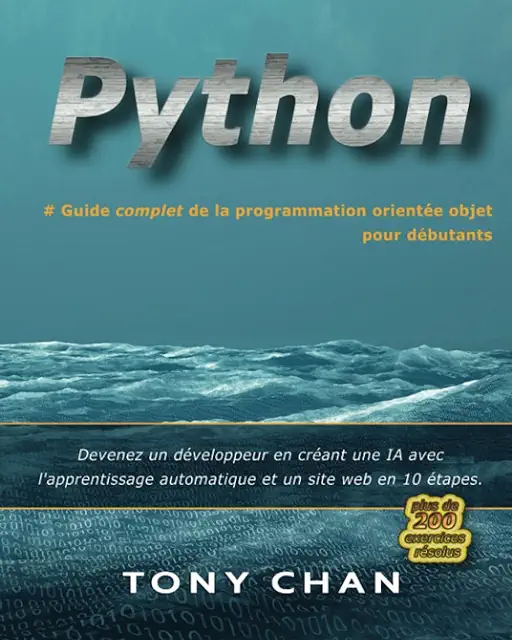 Python
# Guide complet de la programmation orientée objet
pour débutants
Devenez un développeur en créant une IA avec
l'apprentissage automatique et un site web en 10 étapes.
plus de
200
exercices
résolus
TONY CHAN